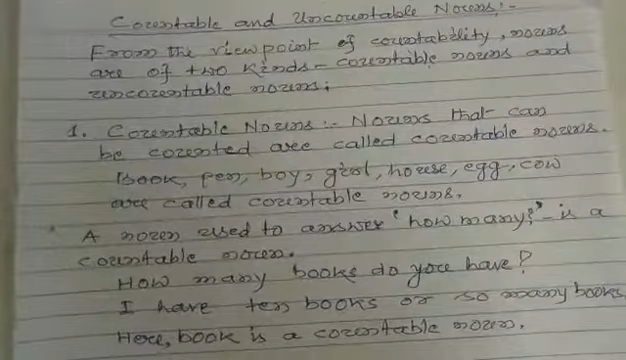 Countable and Uncountable Nouns:-
From the viewpoint of countability, nouns
are of two kinds - countable nouns and
uncountable nouns:
1. Countable Nouns:- Nouns that can
be counted are called countable nouns.
Book, pen, boy, girl, house, egg, cow
are called countable nouns.
A noun used to answer 'how many?' - is a
countable noun.
How many books do you have?
I have ten books or so many books.
Here, book is a countable noun.